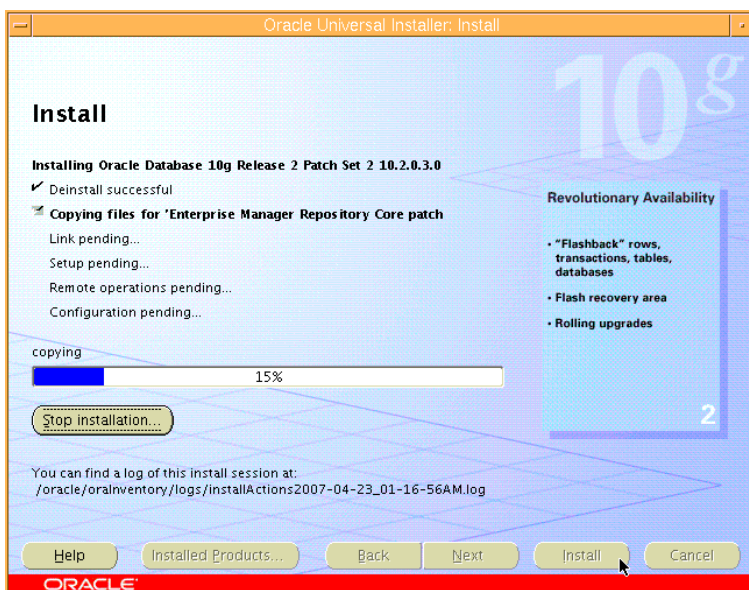 Oracle Universal Installer: Install
10g
Install
Installing Oracle Database 10g Release 2 Patch Set 2 10.2.0.3.0
Deinstall successful
Copying files for 'Enterprise Manager Repository Core patch
Link pending...
Setup pending...
Remote operations pending...
Configuration pending...
copying
15%
Stop installation...
You can find a log of this install session at:
/oracle/oraInventory/logs/installActions2007-04-23_01-16-56AM.log
Revolutionary Availability
• "Flashback" rows,
transactions, tables,
databases
• Flash recovery area
• Rolling upgrades
2
Help
Installed Products...
Back
Next
Install
Cancel
ORACLE